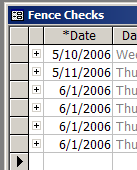 Fence Checks
*Date Da
5/10/2006 Wed
5/11/2006 Thu
6/1/2006 Thu
6/1/2006 Thu
6/1/2006 Thu
6/1/2006 Thu